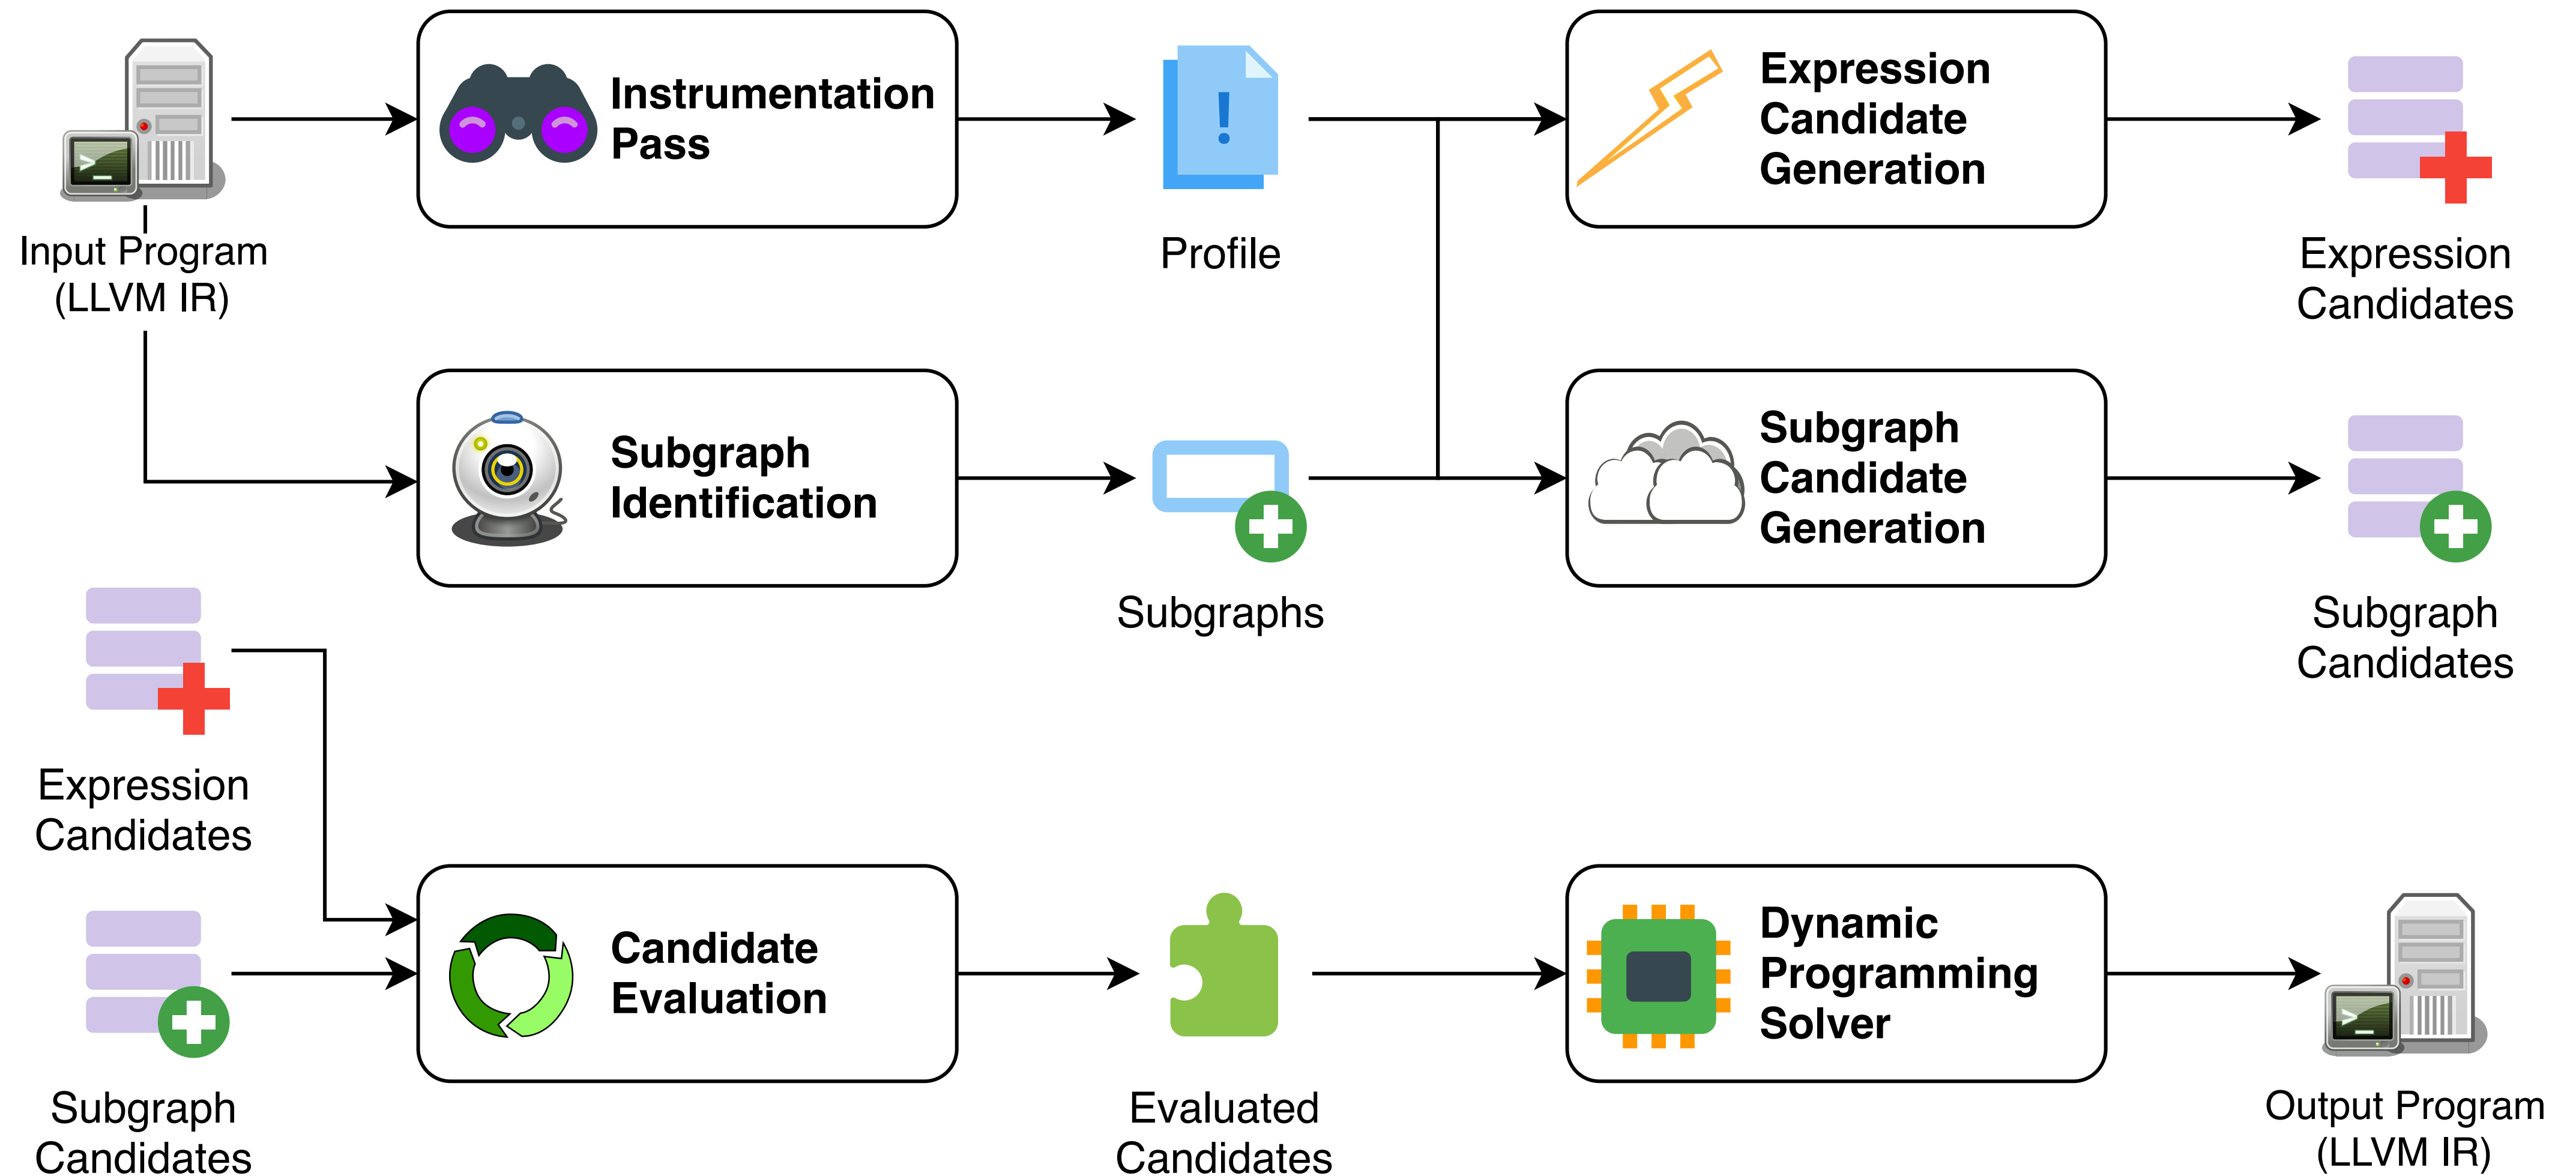 Instrumentation
Pass
Expression
Candidate
Generation
Input Program
(LLVM IR)
Profile
Expression
Candidates
Subgraph
Identification
Subgraph
Candidate
Generation
Subgraphs
Subgraph
Candidates
Expression
Candidates
Candidate
Evaluation
Dynamic
Programming
Solver
Subgraph
Candidates
Evaluated
Candidates
Output Program
(LLVM IR)